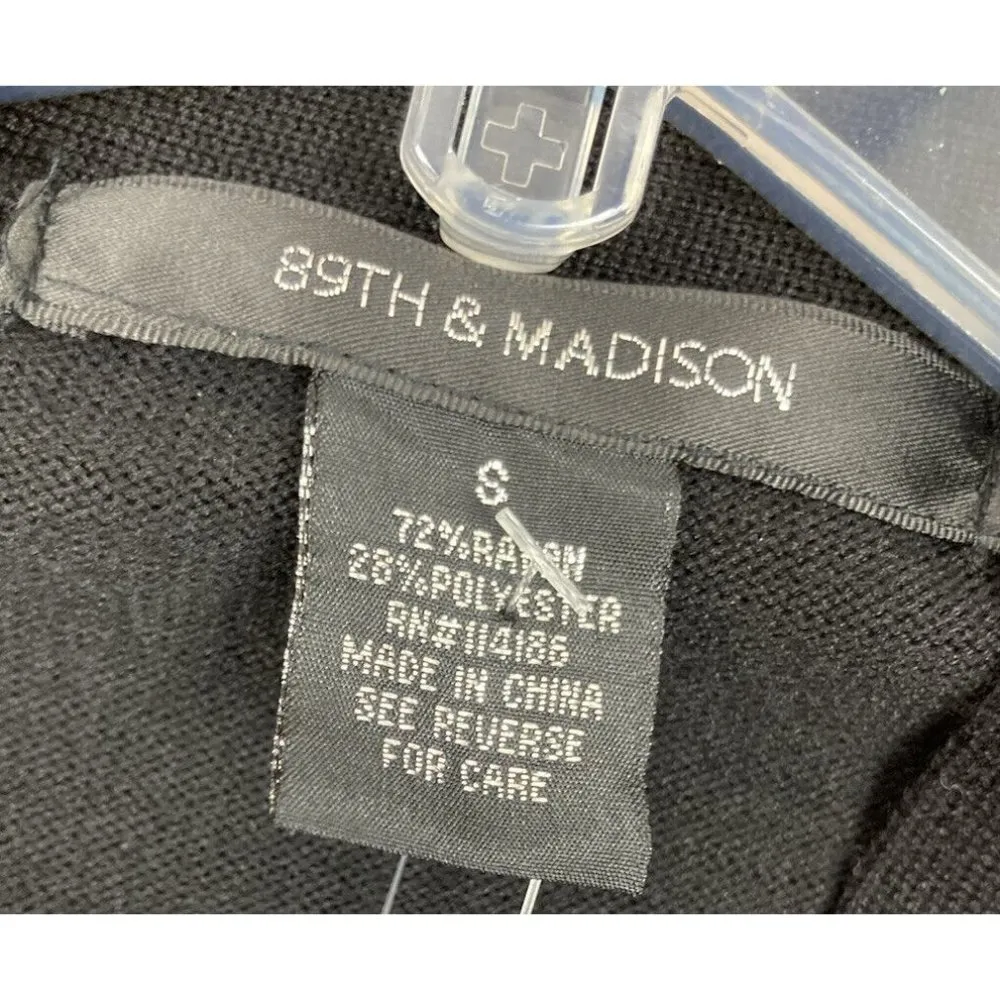 89TH & MADISON
S
72%RAYON
28%POLYESTER
RN#114186
MADE IN CHINA
SEE REVERSE
FOR CARE